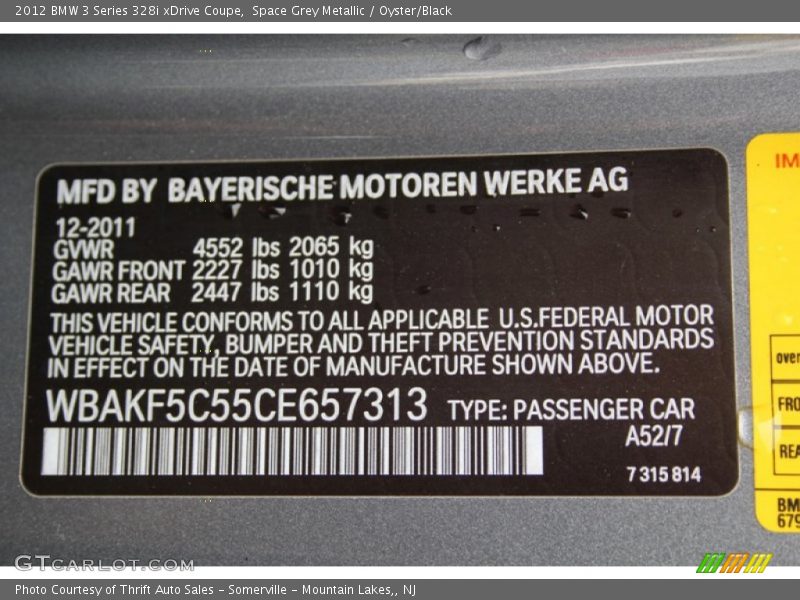 2012 BMW 3 Series 328i xDrive Coupe,  Space Grey Metallic / Oyster/Black
MFD BY BAYERISCHE MOTOREN WERKE AG
12-2011
GVWR 4552 lbs 2065 kg
GAWR FRONT 2227 lbs 1010 kg
GAWR REAR 2447 lbs 1110 kg
THIS VEHICLE CONFORMS TO ALL APPLICABLE U.S.FEDERAL MOTOR
VEHICLE SAFETY, BUMPER AND THEFT PREVENTION STANDARDS
IN EFFECT ON THE DATE OF MANUFACTURE SHOWN ABOVE.
WBAKF5C55CE657313 TYPE: PASSENGER CAR
A52/7
7 315 814
BM
679
GTCARLOT.COM
Photo Courtesy of Thrift Auto Sales – Somerville – Mountain Lakes,, NJ